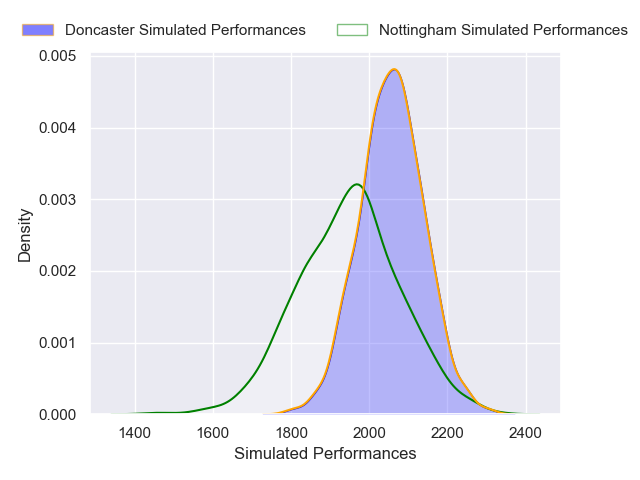 Doncaster Simulated Performances Nottingham Simulated Performances
0.005
0.004
0.003
0.002
0.001
0.000
Density
1400 1600 1800 2000 2200 2400
Simulated Performances